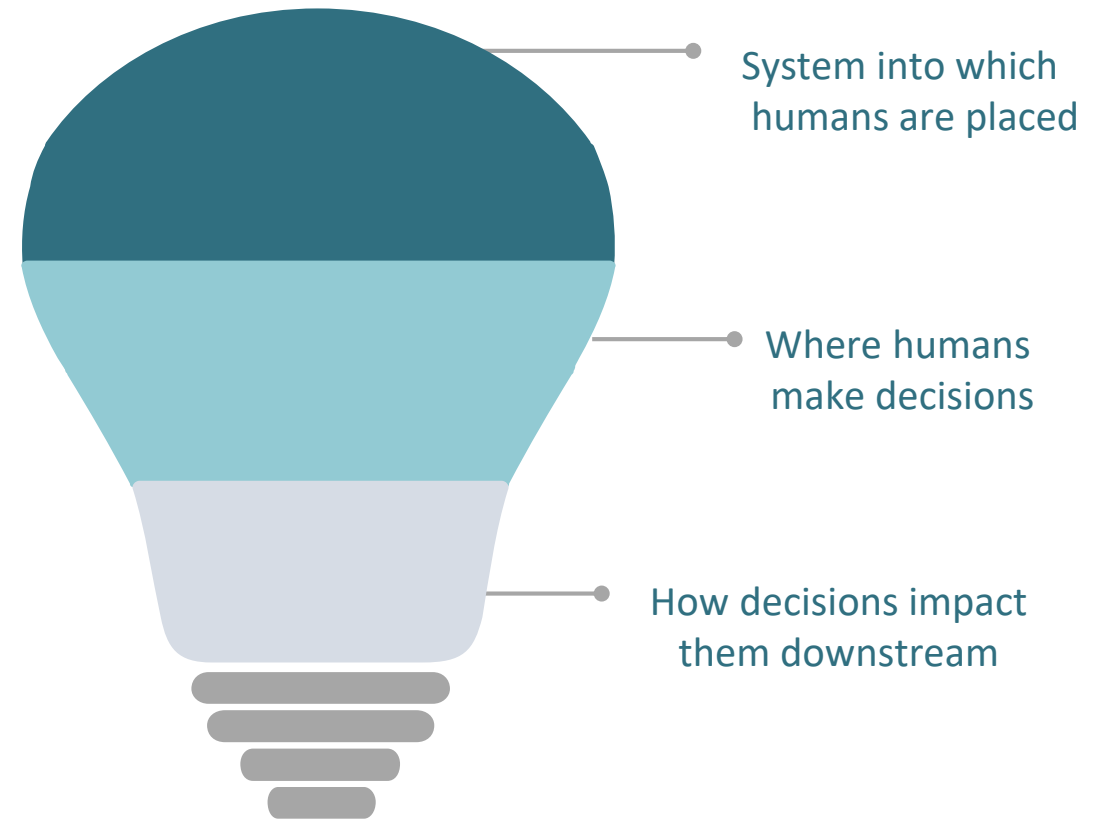 System into which
humans are placed
Where humans
make decisions
How decisions impact
them downstream